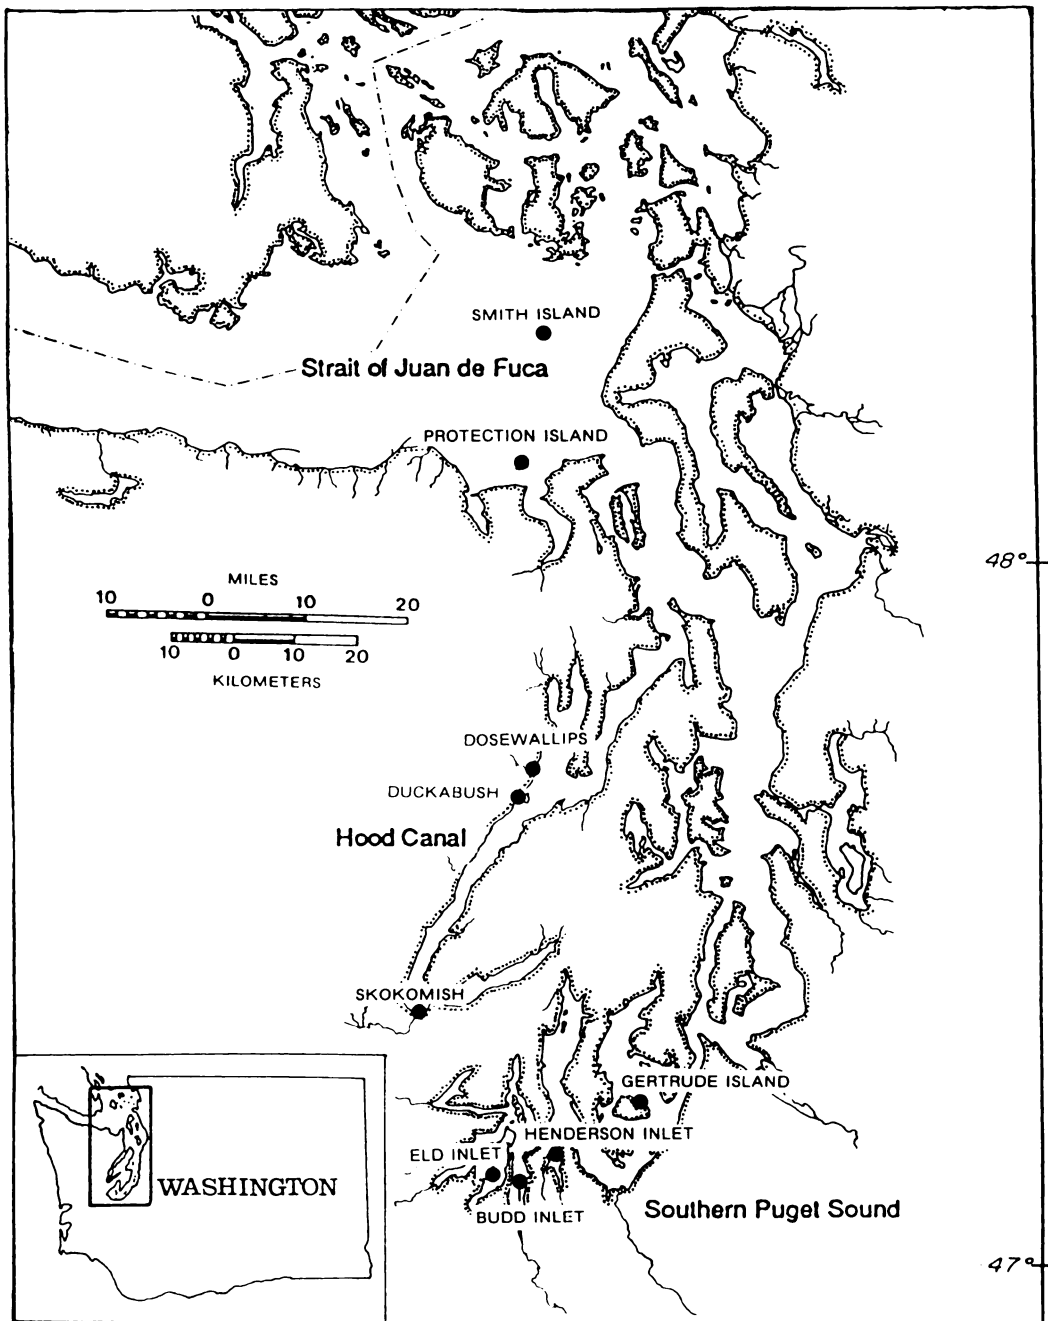 SMITH ISLAND
Strait of Juan de Fuca
PROTECTION ISLAND
48°
MILES
10 0 10 20
10 0 10 20
KILOMETERS
DOSEWALLIPS
DUCKABUSH
Hood Canal
SKOKOMISH
GERTRUDE ISLAND
HENDERSON INLET
ELD INLET
WASHINGTON
Southern Puget Sound
BUDD INLET
47°